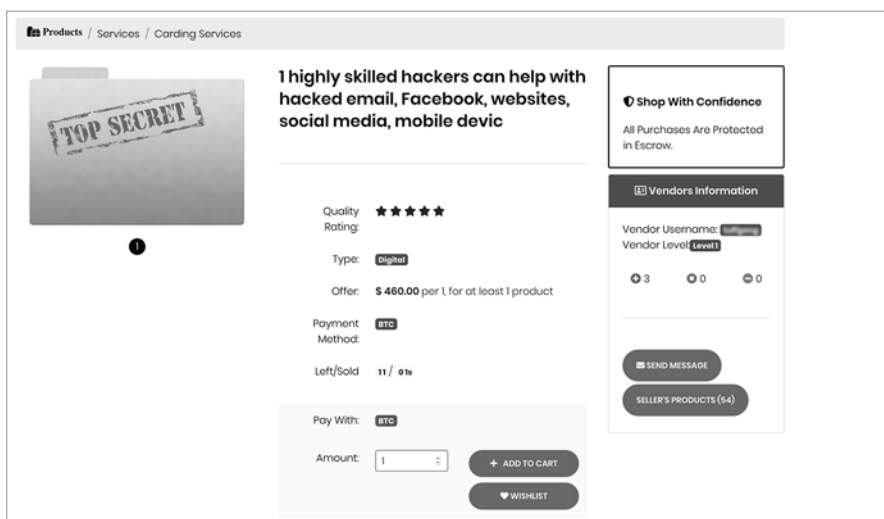 Products / Services / Carding Services
TOP SECRET
1
1 highly skilled hackers can help with
hacked email, Facebook, websites,
social media, mobile devic
Quality
Rating:
Type: Digital
Offer: $ 460.00 per 1, for at least 1 product
Payment
Method: BTC
Left/Sold 11 / 0 1s
Pay With: BTC
Amount: 1
+ ADD TO CART
WISHLIST
Shop With Confidence
All Purchases Are Protected
in Escrow.
Vendors Information
Vendor Username:
Vendor Level: Level 1
3 0 0
SEND MESSAGE
SELLER'S PRODUCTS (54)